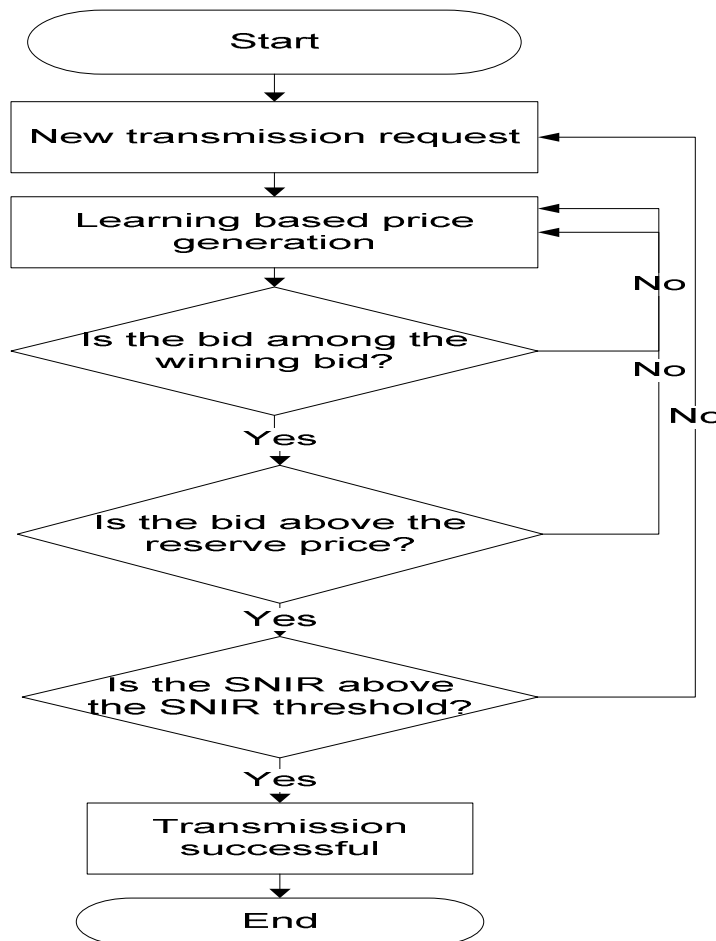 Start
New transmission request
Learning based price
generation
No
Is the bid among the
winning bid?
No
No
Yes
Is the bid above the
reserve price?
Yes
Is the SNIR above
the SNIR threshold?
Yes
Transmission
successful
End